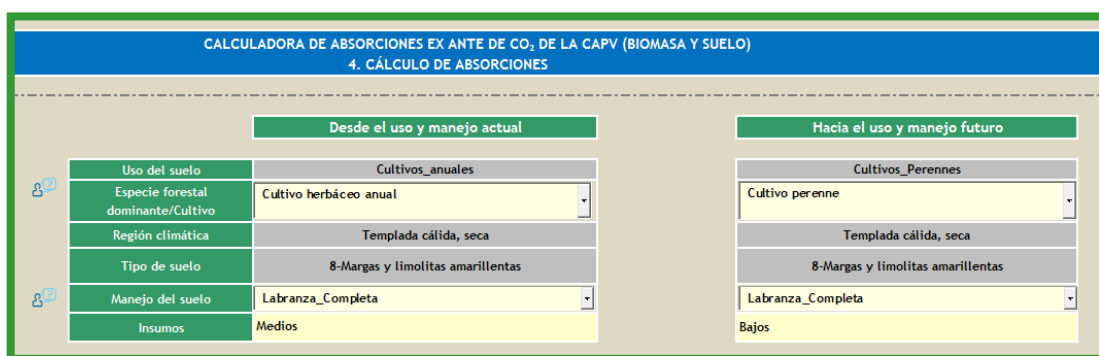 CALCULADORA DE ABSORCIONES EX ANTE DE CO₂ DE LA CAPV (BIOMASA Y SUELO)
4. CÁLCULO DE ABSORCIONES
Desde el uso y manejo actual Hacia el uso y manejo futuro
Uso del suelo Cultivos_anuales Cultivos_Perennes
Especie forestal
dominante/Cultivo Cultivo herbáceo anual Cultivo perenne
Región climática Templada cálida, seca Templada cálida, seca
Tipo de suelo 8-Margas y limolitas amarillentas 8-Margas y limolitas amarillentas
Manejo del suelo Labranza_Completa Labranza_Completa
Insumos Medios Bajos